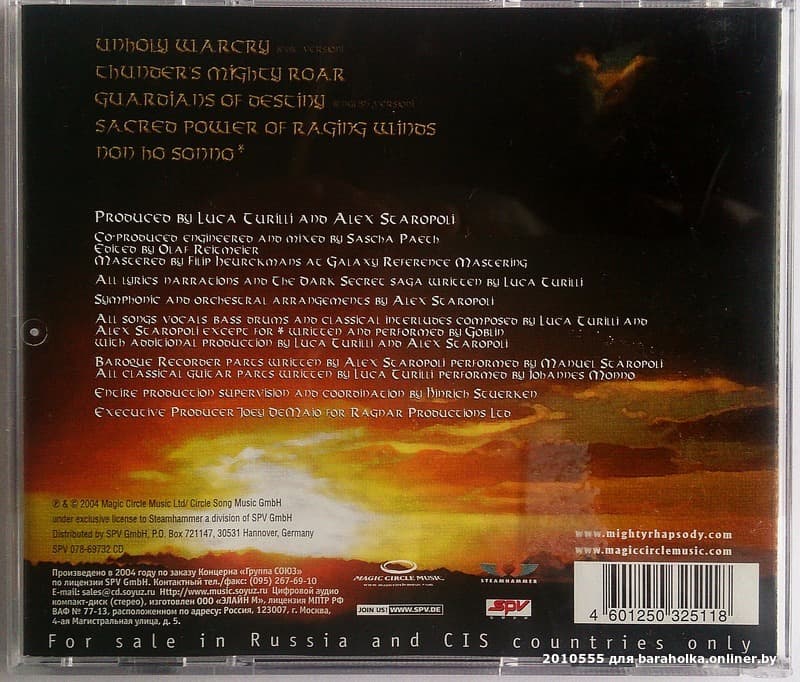 Unholy Warcry
Thunder's Mighty Roar
Guardians of Destiny (English version)
Sacred Power of Raging Winds
Non Ho Sonno*
Produced by Luca Turilli and Alex Staropoli
Co-produced engineered and mixed by Sascha Paeth
Edited by Olaf Reitmeier
Mastered by Filip Heurckmans at Galaxy Reference Mastering
All lyrics narrations and The Dark Secret saga written by Luca Turilli
Symphonic and orchestral arrangements by Alex Staropoli
All songs vocals bass drums and classical interludes composed by Luca Turilli and
Alex Staropoli except for * written and performed by Goblin
with additional production by Luca Turilli and Alex Staropoli
Baroque Recorder parts written by Alex Staropoli performed by Manuel Staropoli
All classical guitar parts written by Luca Turilli performed by Johannes Monno
Entire production supervision and coordination by Hinrich Stuerken
Executive Producer Joey DeMaio for Ragnar Productions Ltd
℗ & © 2004 Magic Circle Music Ltd/ Circle Song Music GmbH
under exclusive license to Steamhammer a division of SPV GmbH
Distributed by SPV GmbH, P.O. Box 721147, 30531 Hannover, Germany
SPV 078-69732 CD
www.mightyrhapsody.com
www.magiccirclemusic.com
Произведено в 2004 году по заказу Концерна «Группа СОЮЗ»
по лицензии SPV GmbH. Контактный тел./факс: (095) 267-69-10
E-mail: sales@cd.soyuz.ru Http://www.music.soyuz.ru Цифровой аудио
компакт-диск (стерео), изготовлен ООО «ЭЛАЙН М», лицензия МПТР РФ
ВАФ № 77-13, расположенном по адресу: Россия, 123007, г. Москва,
4-ая Магистральная улица, д. 5.
MAGIC CIRCLE MUSIC
www.magiccirclemusic.com
STEAMHAMMER
JOIN US! WWW.SPV.DE
SPV
4 601250 325118
For sale in Russia and CIS countries only
2010555 для baraholka.onliner.by